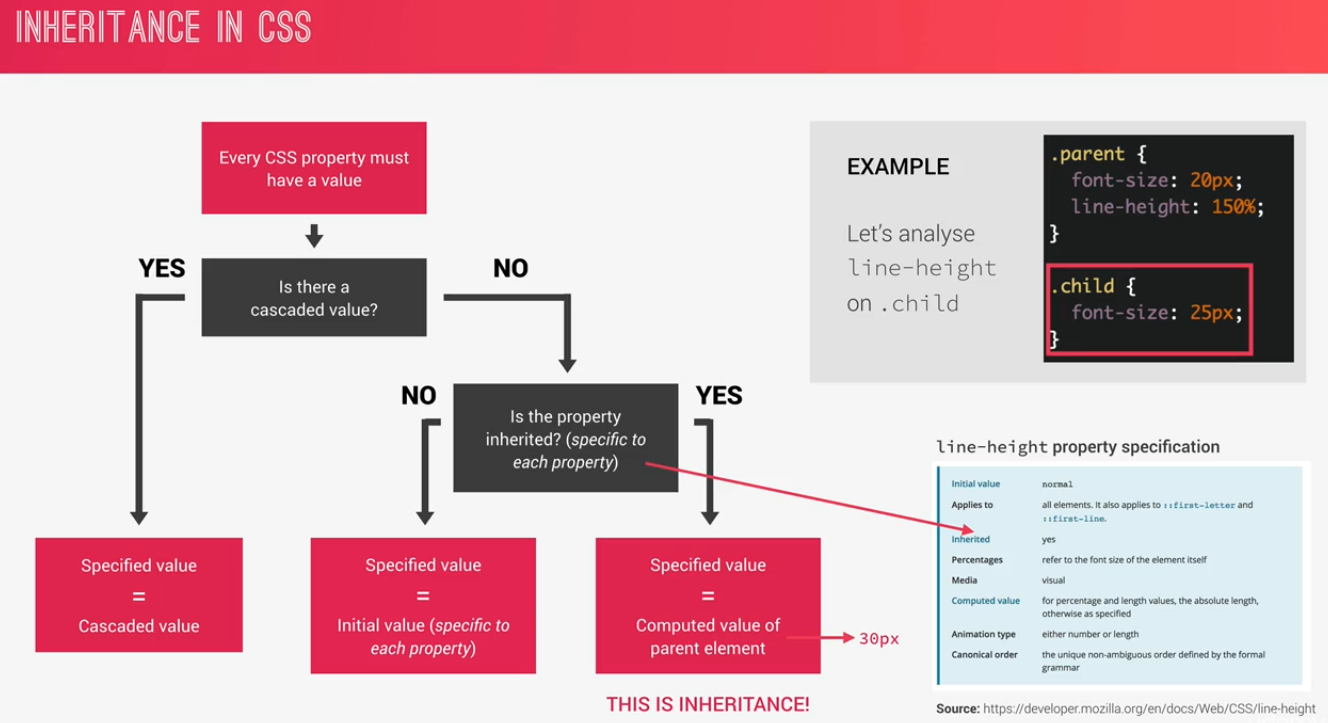 INHERITANCE IN CSS
Every CSS property must
have a value
YES
NO
Is there a
cascaded value?
NO
YES
Is the property
inherited? (specific to
each property)
Specified value
=
Cascaded value
Specified value
=
Initial value (specific to
each property)
Specified value
=
Computed value of
parent element
30px
THIS IS INHERITANCE!
EXAMPLE
Let's analyse
line-height
on .child
.parent {
font-size: 20px;
line-height: 150%;
}
.child {
font-size: 25px;
}
line-height property specification
Initial value normal
Applies to all elements. It also applies to ::first-letter and
::first-line.
Inherited yes
Percentages refer to the font size of the element itself
Media visual
Computed value for percentage and length values, the absolute length,
otherwise as specified
Animation type either number or length
Canonical order the unique non-ambiguous order defined by the formal
grammar
Source: https://developer.mozilla.org/en/docs/Web/CSS/line-height